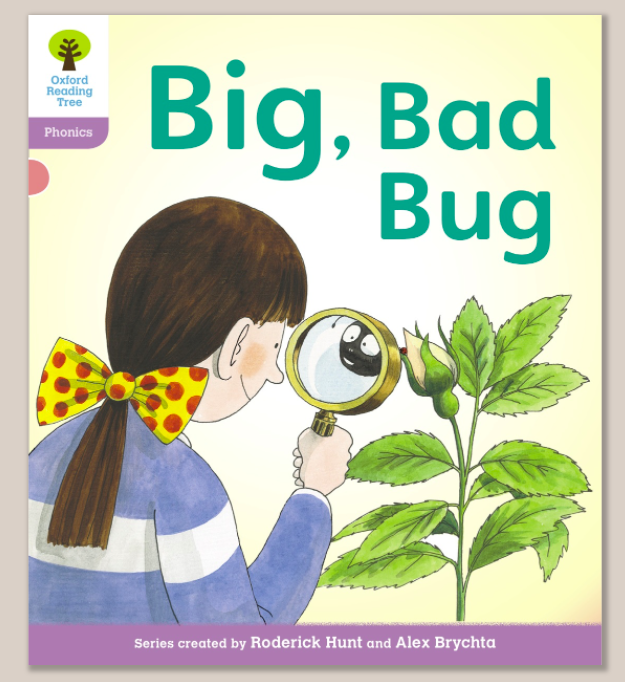 Oxford
Reading
Tree
Phonics
Big, Bad
Bug
Series created by Roderick Hunt and Alex Brychta